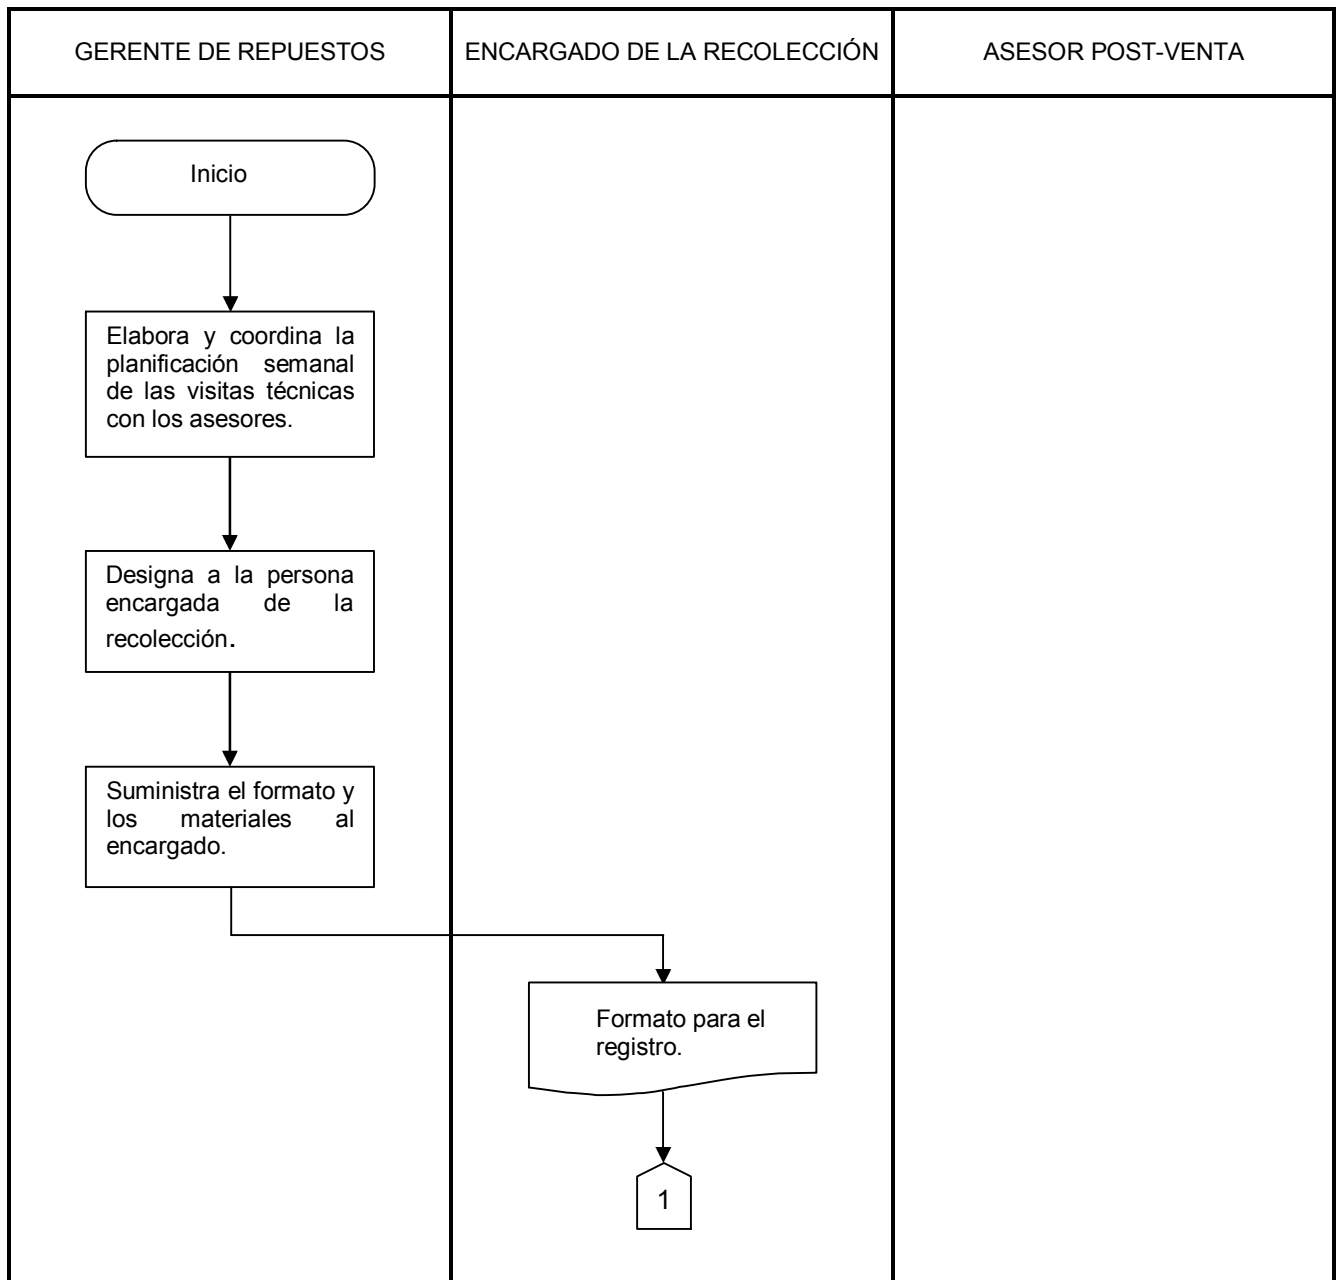 GERENTE DE REPUESTOS
ENCARGADO DE LA RECOLECCIÓN
ASESOR POST-VENTA
Inicio
Elabora y coordina la
planificación semanal
de las visitas técnicas
con los asesores.
Designa a la persona
encargada de la
recolección.
Suministra el formato y
los materiales al
encargado.
Formato para el
registro.
1